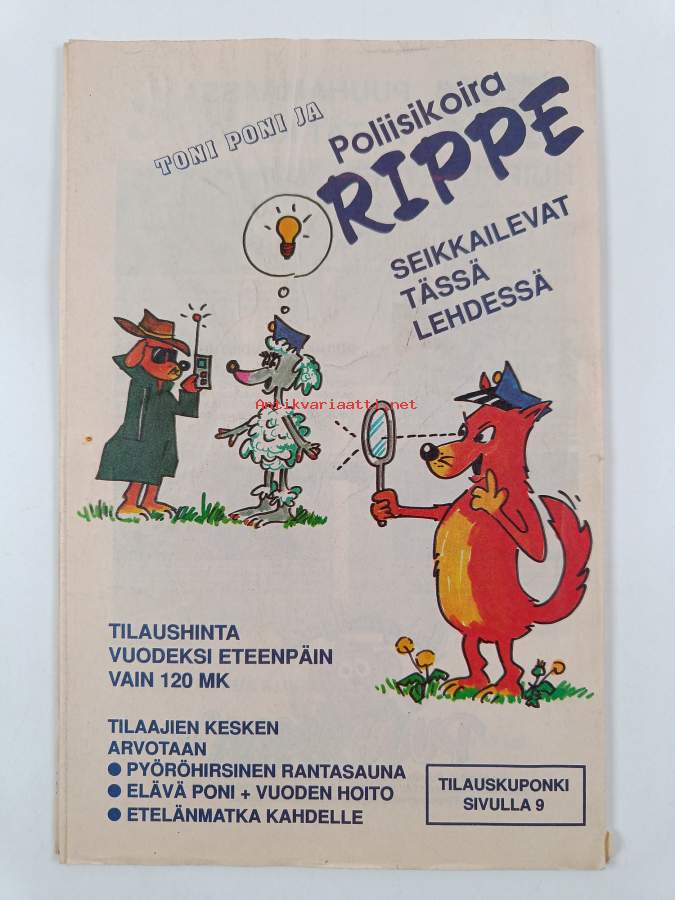 TONI PONI JA
Poliisikoira
RIPPE
SEIKKAILEVAT
TÄSSÄ
LEHDESSÄ
Antikvariaatti.net
TILAUSHINTA
VUODEKSI ETEENPÄIN
VAIN 120 MK
TILAAJIEN KESKEN
ARVOTAAN
● PYÖRÖHIRSINEN RANTASAUNA
● ELÄVÄ PONI + VUODEN HOITO
● ETELÄNMATKA KAHDELLE
TILAUSKUPONKI
SIVULLA 9